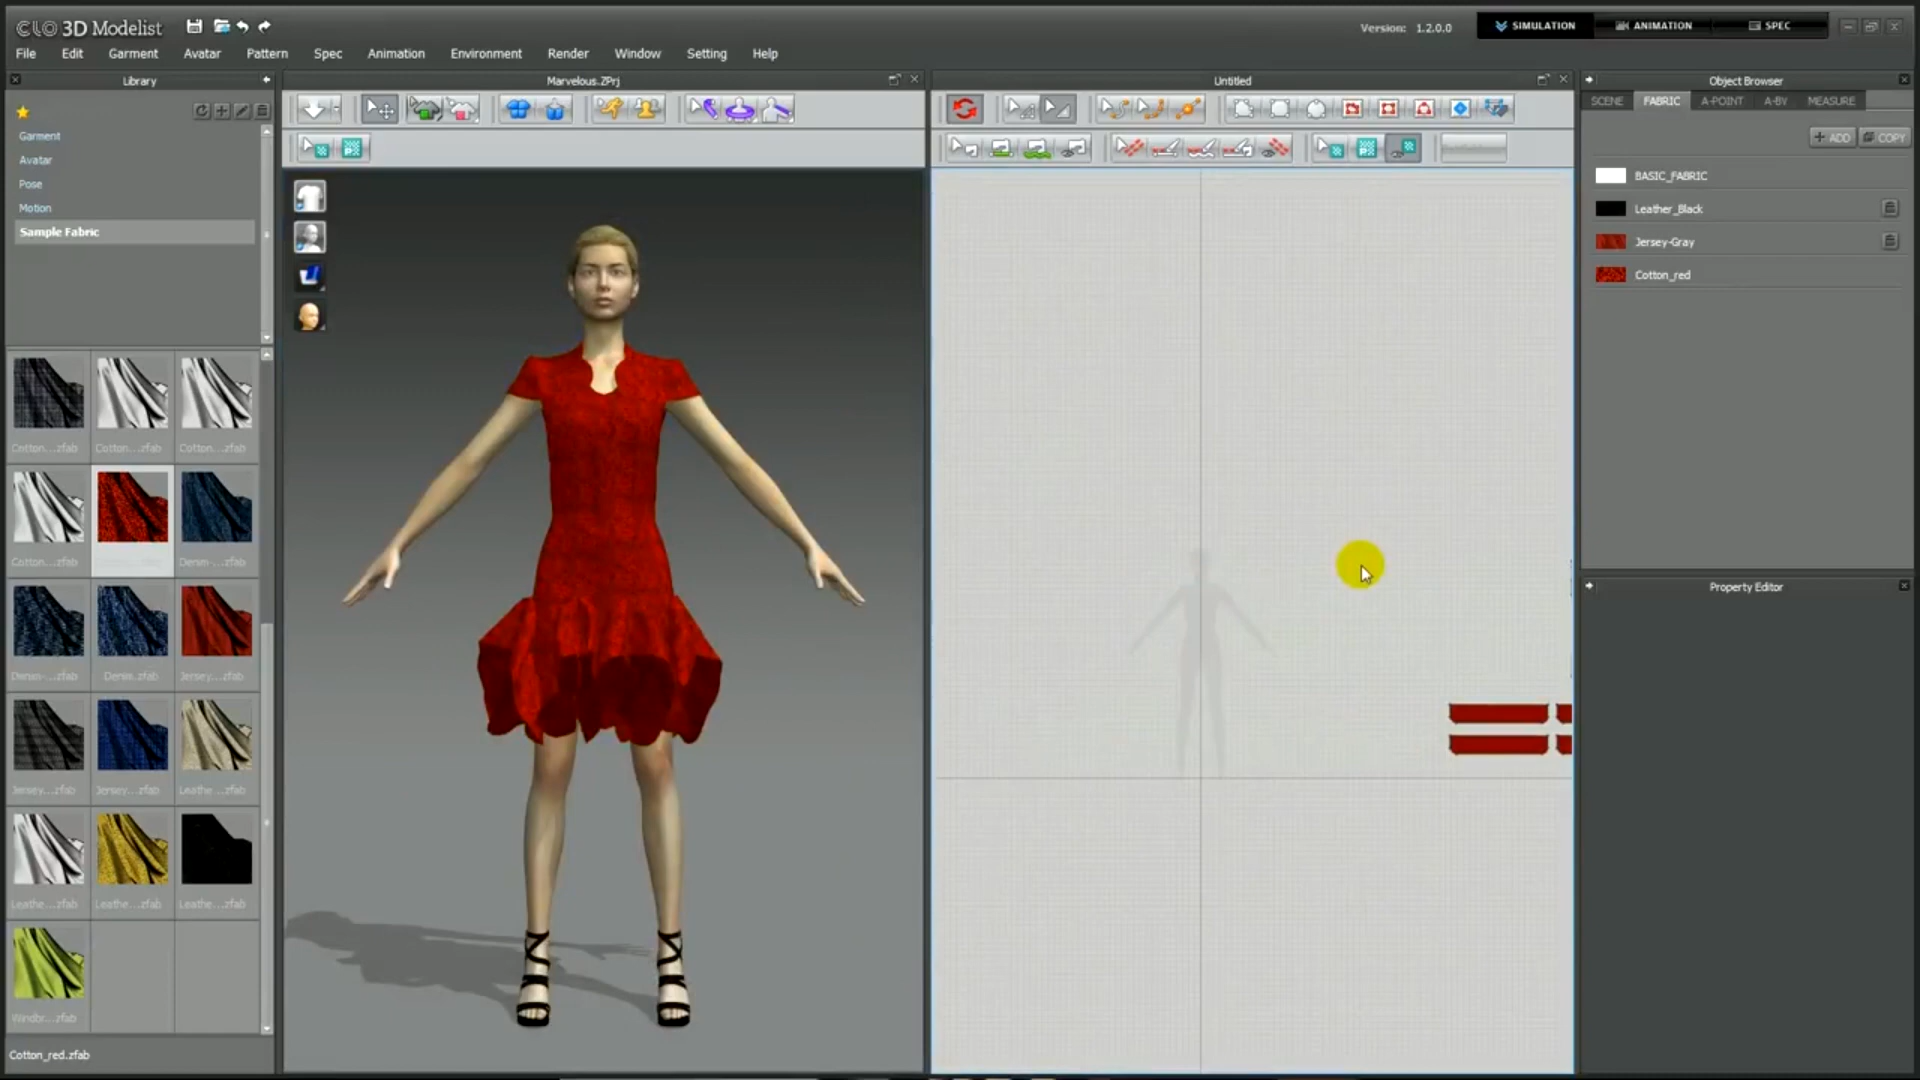 CLO 3D Modelist
Version: 1.2.0.0
SIMULATION
ANIMATION
SPEC
File Edit Garment Avatar Pattern Spec Animation Environment Render Window Setting Help
Library
Marvelous.ZPrj
Untitled
Object Browser
SCENE FABRIC A-POINT A-BY MEASURE
Garment
Avatar
Pose
Motion
Sample Fabric
+ ADD COPY
BASIC_FABRIC
Leather_Black
Jersey-Gray
Cotton_red
Cotton...zfab Cotton...zfab Cotton...zfab
Cotton...zfab Denim-...zfab
Denim-...zfab Denim.zfab Jersey...zfab
Jersey...zfab Jersey...zfab Leathe...zfab
Leathe...zfab Leathe...zfab Leathe...zfab
Windbr...zfab
Cotton_red.zfab
Property Editor